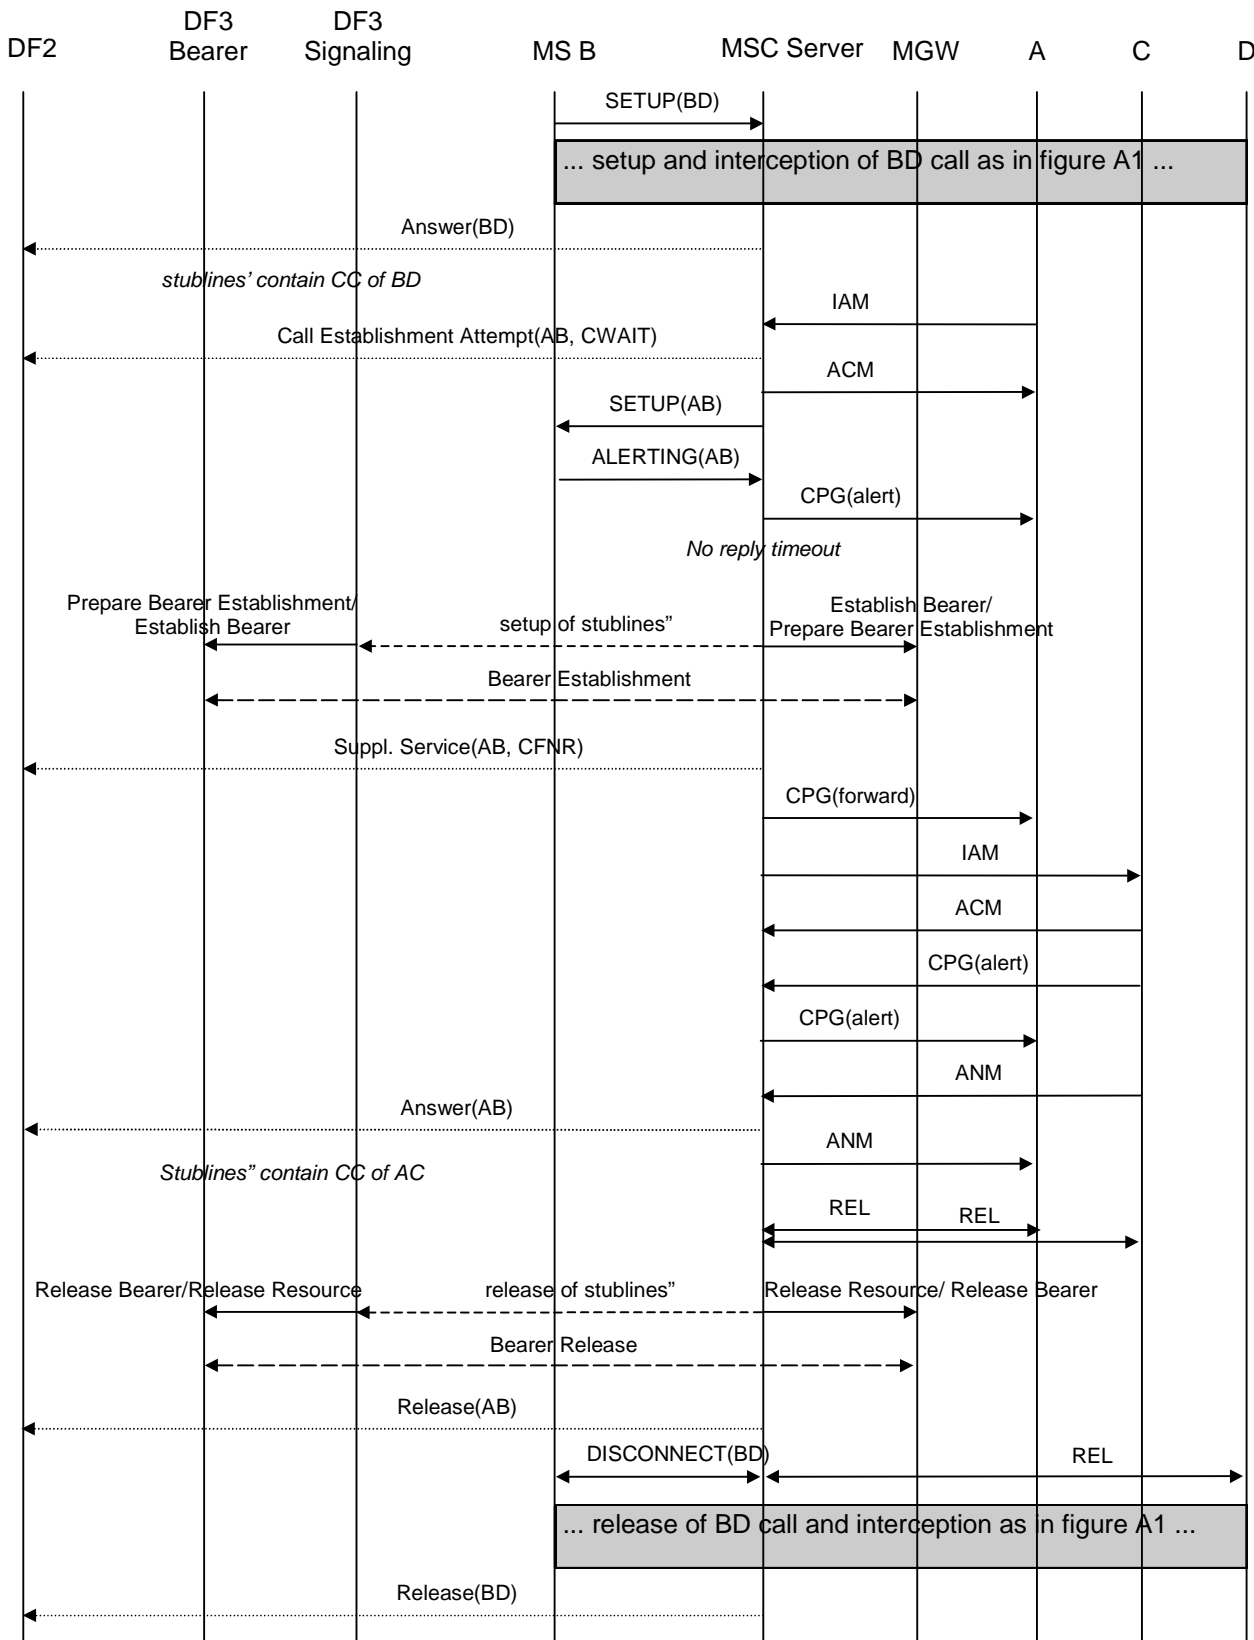 DF2
DF3
Bearer
DF3
Signaling
MS B
MSC Server
MGW
A
C
D
SETUP(BD)
... setup and interception of BD call as in figure A1 ...
Answer(BD)
stublines’ contain CC of BD
IAM
Call Establishment Attempt(AB, CWAIT)
ACM
SETUP(AB)
ALERTING(AB)
CPG(alert)
No reply timeout
Prepare Bearer Establishment/
Establish Bearer
setup of stublines”
Establish Bearer/
Prepare Bearer Establishment
Bearer Establishment
Suppl. Service(AB, CFNR)
CPG(forward)
IAM
ACM
CPG(alert)
CPG(alert)
ANM
Answer(AB)
ANM
Stublines” contain CC of AC
REL
REL
Release Bearer/Release Resource
release of stublines”
Release Resource/ Release Bearer
Bearer Release
Release(AB)
DISCONNECT(BD)
REL
... release of BD call and interception as in figure A1 ...
Release(BD)